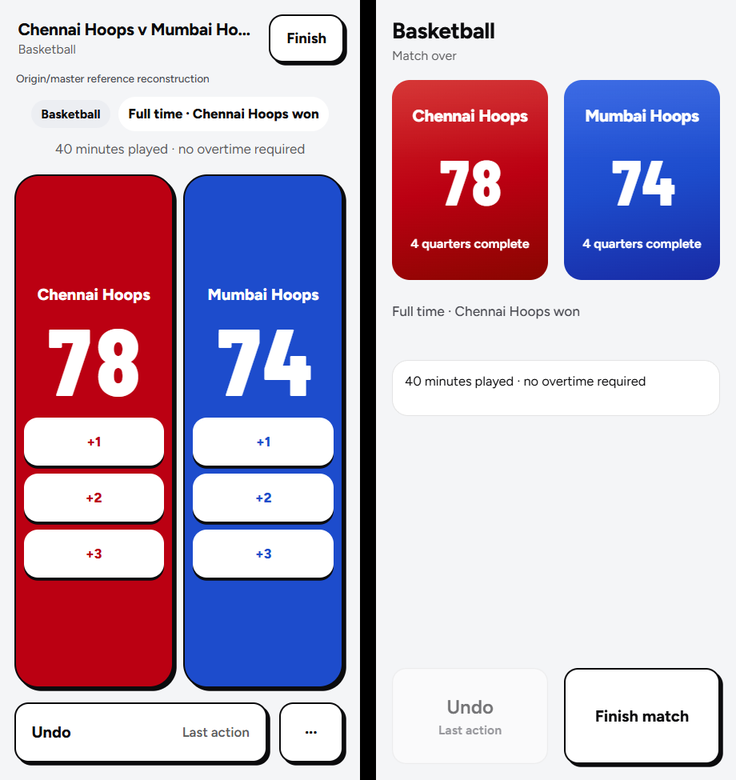 Chennai Hoops v Mumbai Ho...
Basketball
Finish
Origin/master reference reconstruction
Basketball
Full time · Chennai Hoops won
40 minutes played · no overtime required
Chennai Hoops
78
+1
+2
+3
Mumbai Hoops
74
+1
+2
+3
Undo
Last action
...
Basketball
Match over
Chennai Hoops
78
4 quarters complete
Mumbai Hoops
74
4 quarters complete
Full time · Chennai Hoops won
40 minutes played · no overtime required
Undo
Last action
Finish match